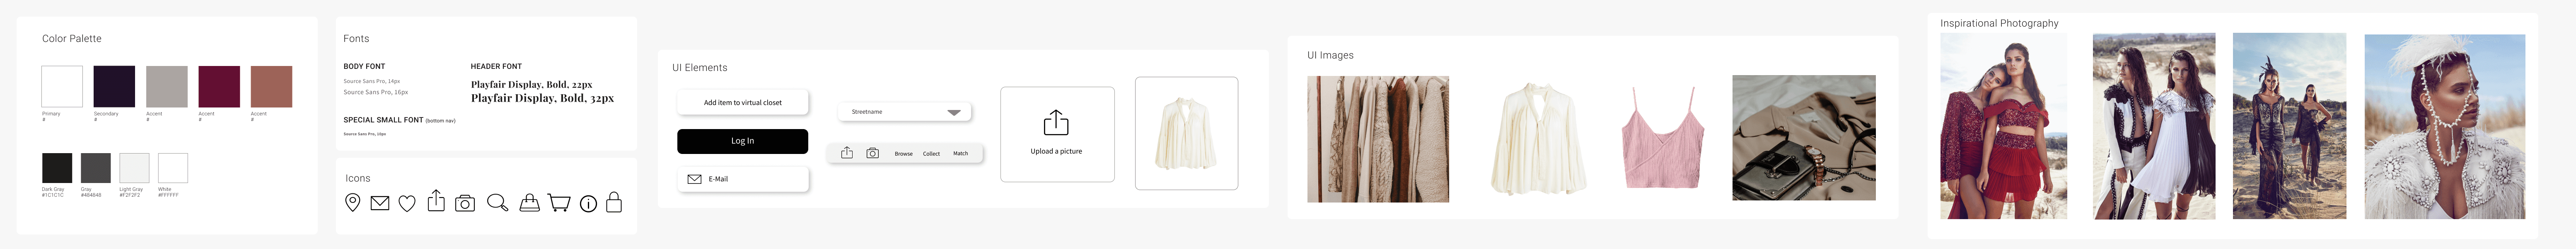 Color Palette
Primary
#
Secondary
#
Accent
#
Accent
#
Accent
#
Dark Gray
#1C1C1C
Gray
#484848
Light Gray
#F2F2F2
White
#FFFFFF
Fonts
BODY FONT
Source Sans Pro, 14px
Source Sans Pro, 16px
HEADER FONT
Playfair Display, Bold, 22px
Playfair Display, Bold, 32px
SPECIAL SMALL FONT (bottom nav)
Source Sans Pro, 10px
Icons
UI Elements
Add item to virtual closet
Log In
E-Mail
Streetname
Browse Collect Match
Upload a picture
UI Images
Inspirational Photography